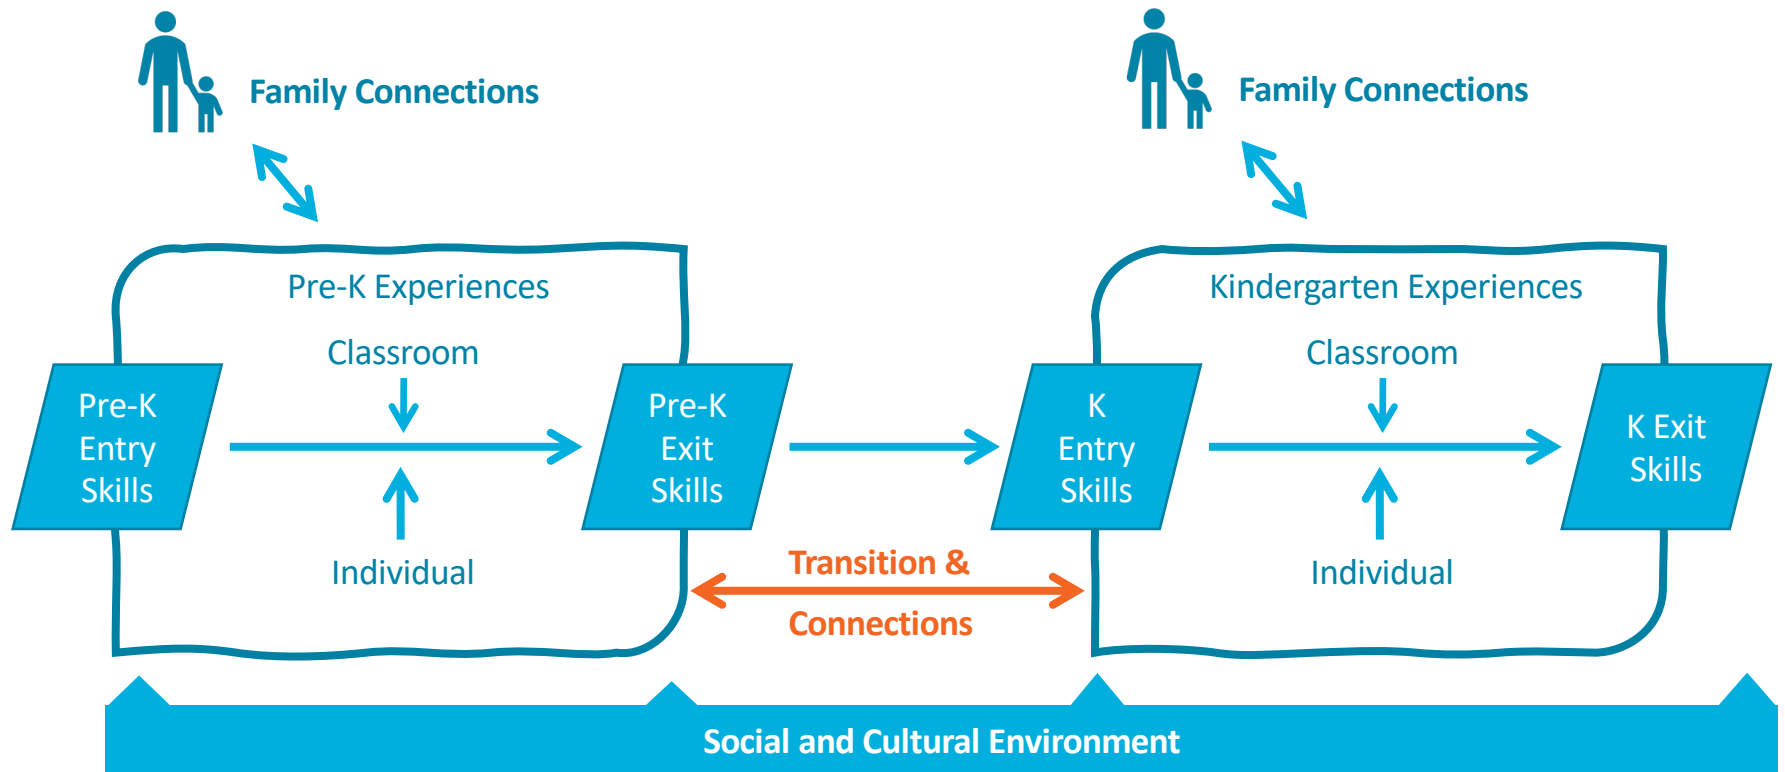 Family Connections
Family Connections
Pre-K Experiences
Classroom
Individual
Pre-K
Entry
Skills
Pre-K
Exit
Skills
Transition &
Connections
Kindergarten Experiences
Classroom
Individual
K
Entry
Skills
K Exit
Skills
Social and Cultural Environment